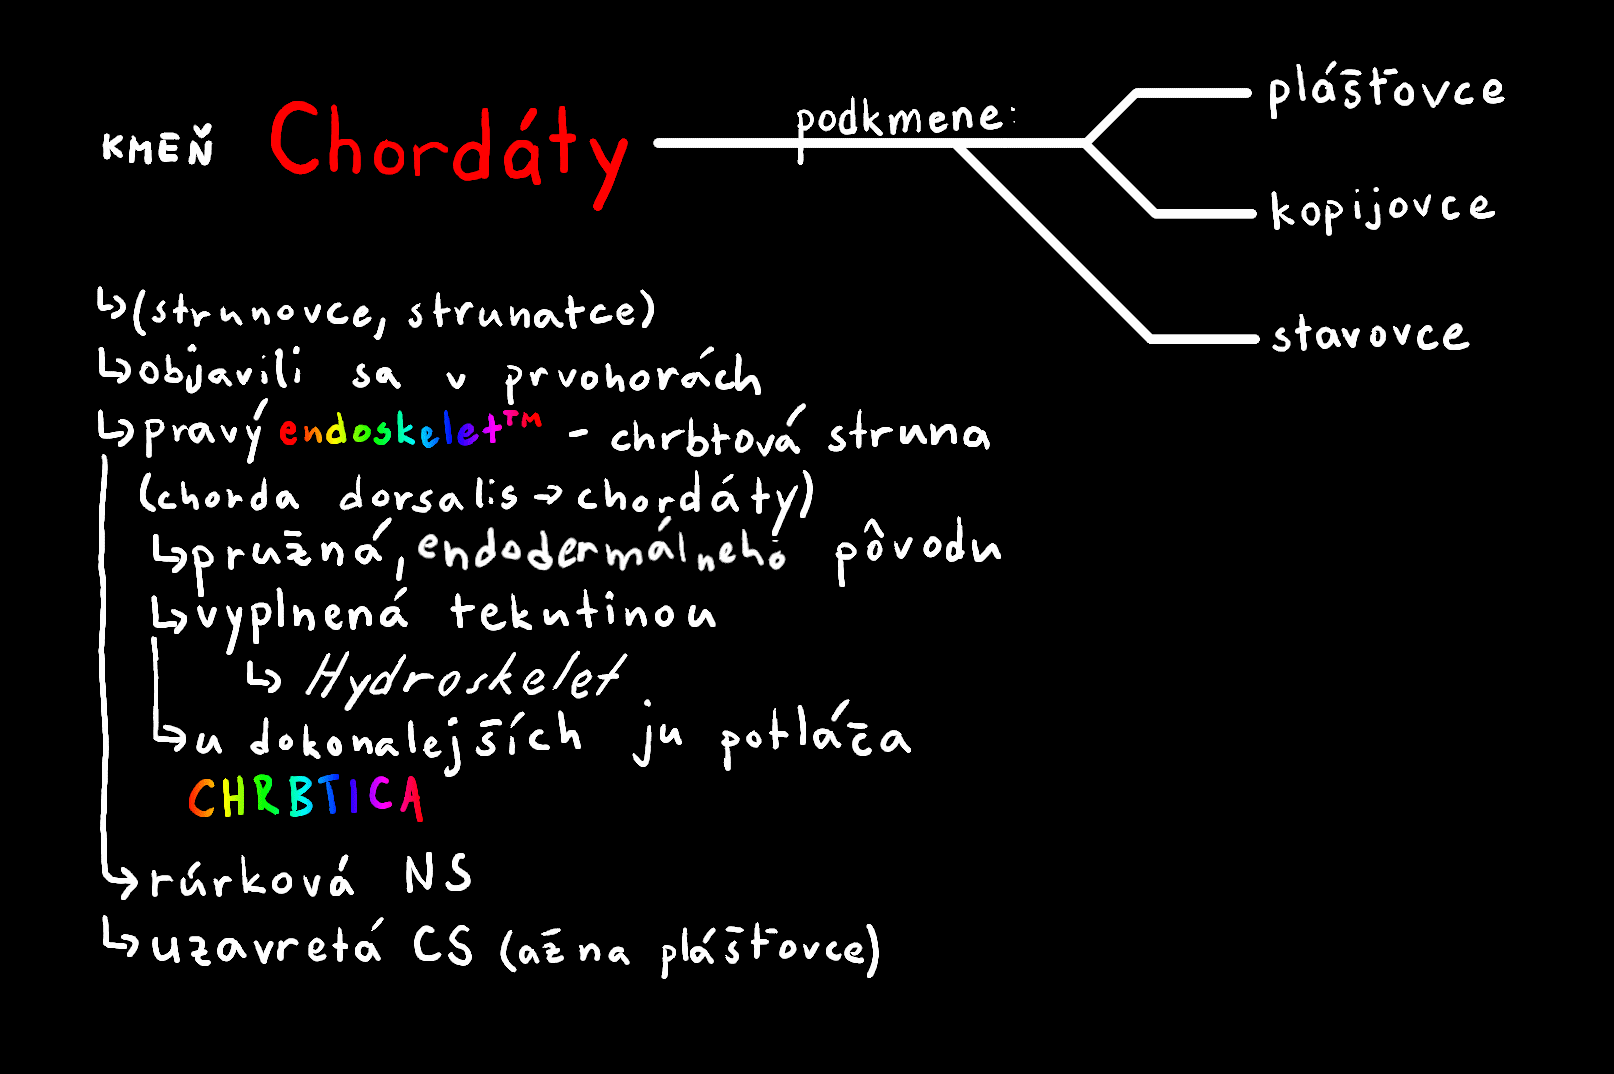 KMEŇ Chordáty
podkmene:
plášťovce
kopijovce
stavovce
↳(strunovce, strunatce)
↳objavili sa v prvohorách
↳pravý endoskelet™ - chrbtová struna
(chorda dorsalis → chordáty)
↳pružná, endodermálneho pôvodu
↳vyplnená tekutinou
↳ Hydroskelet
↳u dokonalejších ju potláča
CHRBTICA
↳rúrková NS
↳uzavretá CS (až na plášťovce)